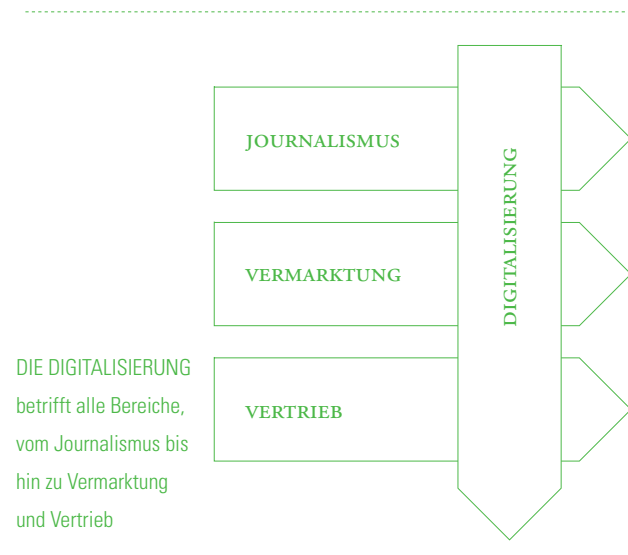 JOURNALISMUS
DIGITALISIERUNG
VERMARKTUNG
VERTRIEB
DIE DIGITALISIERUNG
betrifft alle Bereiche,
vom Journalismus bis
hin zu Vermarktung
und Vertrieb